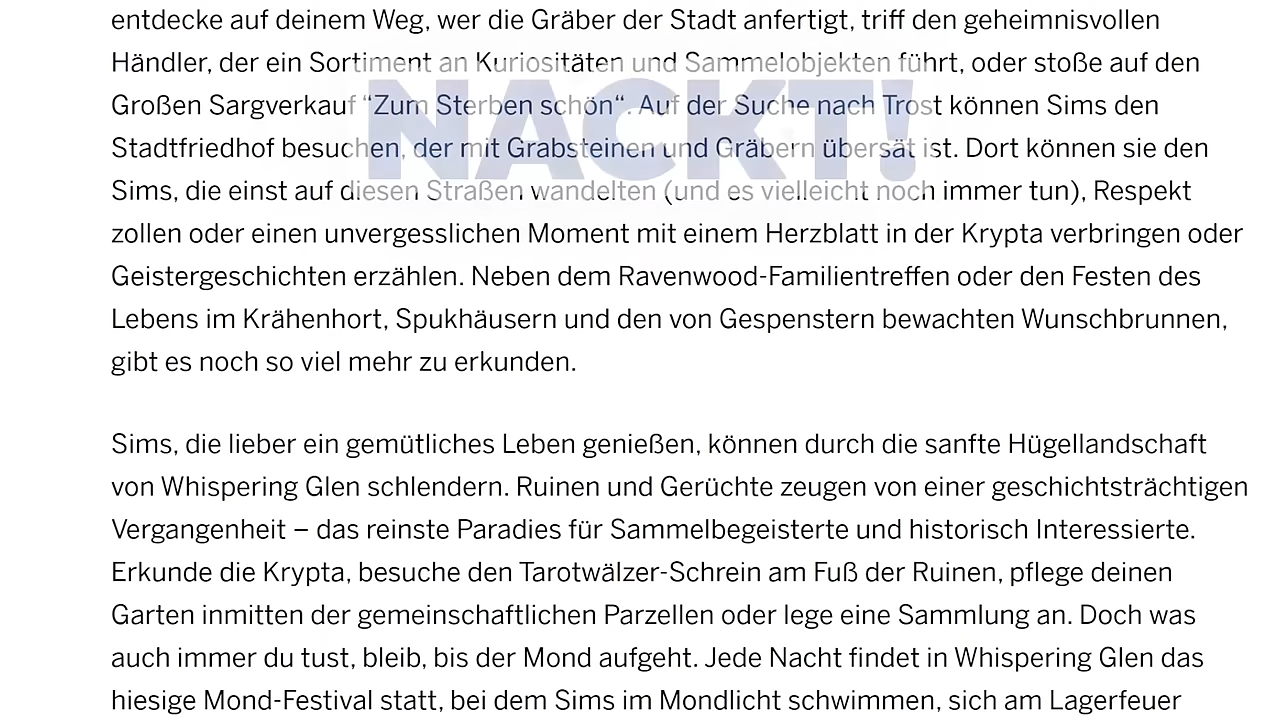 entdecke auf deinem Weg, wer die Gräber der Stadt anfertigt, triff den geheimnisvollen
Händler, der ein Sortiment an Kuriositäten und Sammelobjekten führt, oder stoße auf den
Großen Sargverkauf “Zum Sterben schön“. Auf der Suche nach Trost können Sims den
Stadtfriedhof besuchen, der mit Grabsteinen und Gräbern übersät ist. Dort können sie den
Sims, die einst auf diesen Straßen wandelten (und es vielleicht noch immer tun), Respekt
zollen oder einen unvergesslichen Moment mit einem Herzblatt in der Krypta verbringen oder
Geistergeschichten erzählen. Neben dem Ravenwood-Familientreffen oder den Festen des
Lebens im Krähenhort, Spukhäusern und den von Gespenstern bewachten Wunschbrunnen,
gibt es noch so viel mehr zu erkunden.
NACKT!
Sims, die lieber ein gemütliches Leben genießen, können durch die sanfte Hügellandschaft
von Whispering Glen schlendern. Ruinen und Gerüchte zeugen von einer geschichtsträchtigen
Vergangenheit – das reinste Paradies für Sammelbegeisterte und historisch Interessierte.
Erkunde die Krypta, besuche den Tarotwälzer-Schrein am Fuß der Ruinen, pflege deinen
Garten inmitten der gemeinschaftlichen Parzellen oder lege eine Sammlung an. Doch was
auch immer du tust, bleib, bis der Mond aufgeht. Jede Nacht findet in Whispering Glen das
hiesige Mond-Festival statt, bei dem Sims im Mondlicht schwimmen, sich am Lagerfeuer